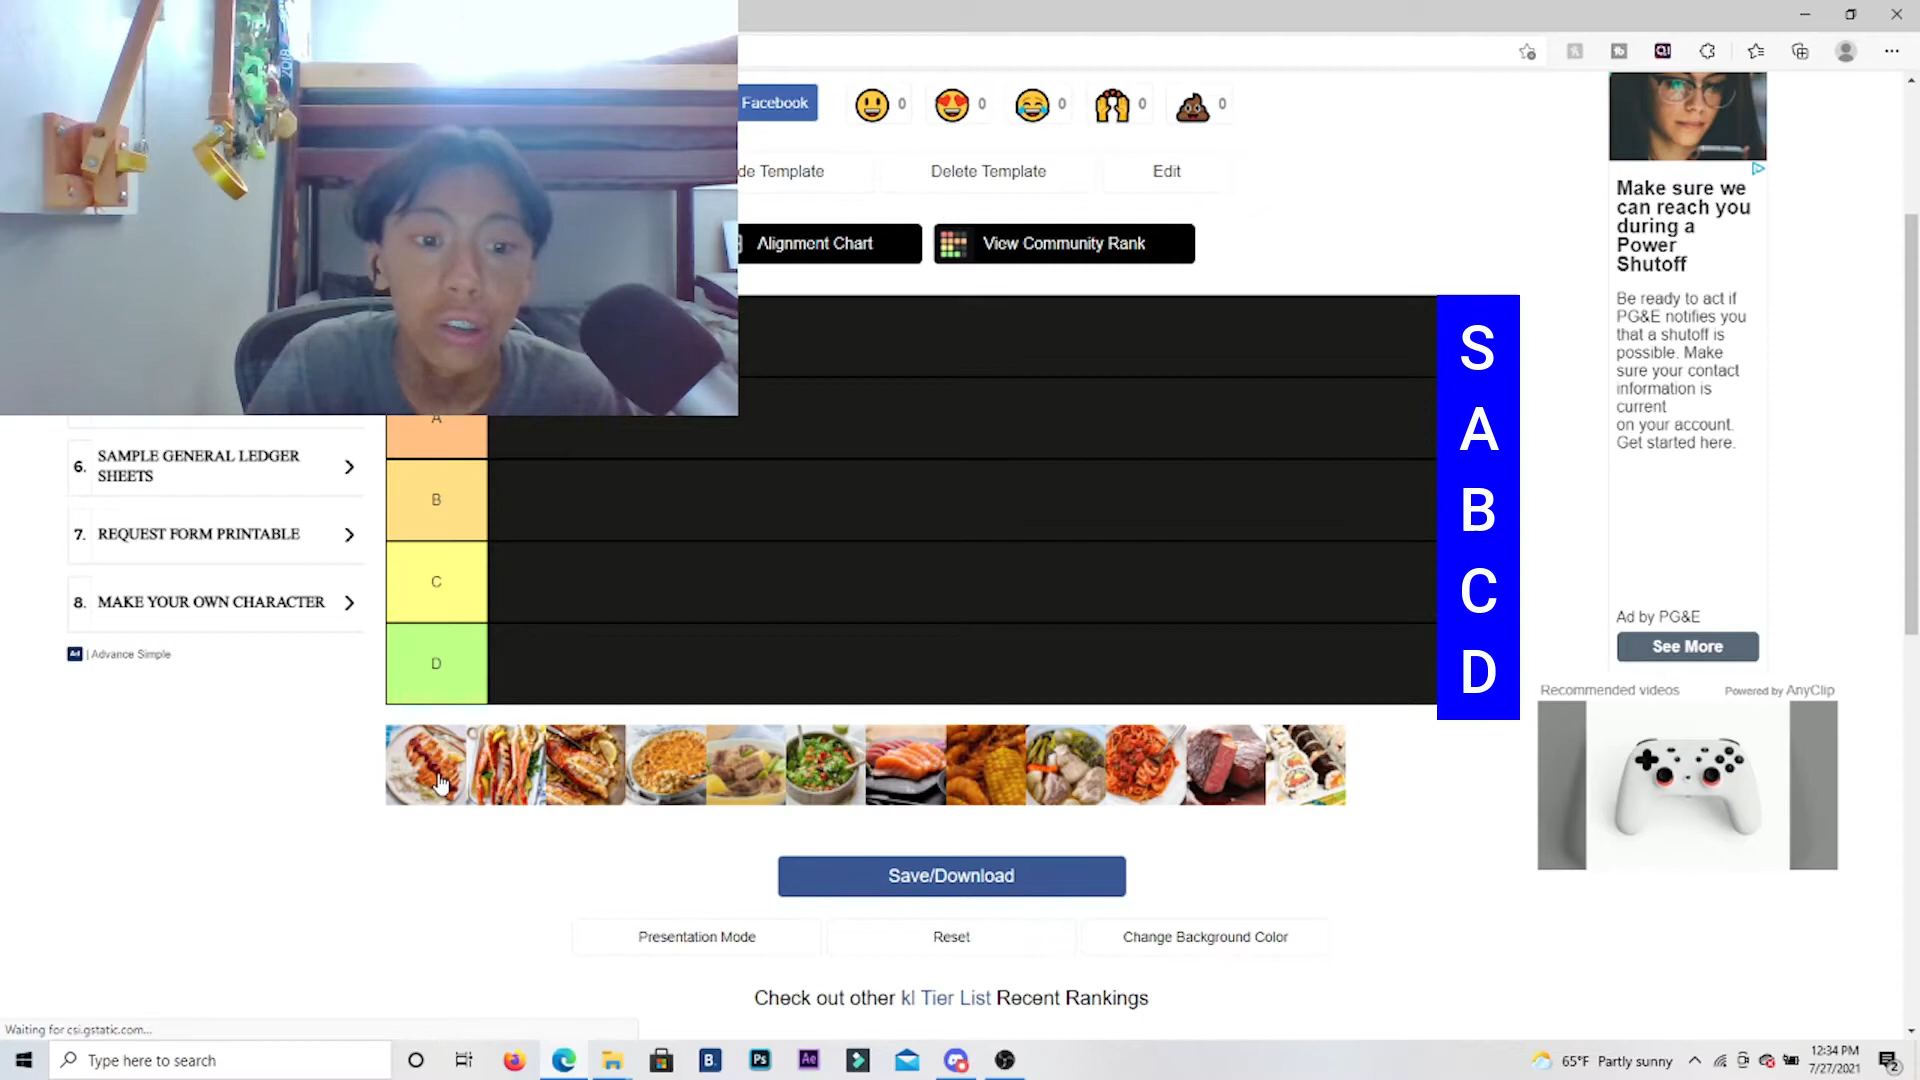 2018
Facebook
0
0
0
0
0
de Template
Delete Template
Edit
Alignment Chart
View Community Rank
Make sure we
can reach you
during a
Power
Shutoff
Be ready to act if
PG&E notifies you
that a shutoff is
possible. Make
sure your contact
information is
current
on your account.
Get started here.
Ad by PG&E
See More
Recommended videos
Powered by AnyClip
S
A
B
C
D
A
B
C
D
6. SAMPLE GENERAL LEDGER
SHEETS
7. REQUEST FORM PRINTABLE
8. MAKE YOUR OWN CHARACTER
Ad | Advance Simple
Save/Download
Presentation Mode
Reset
Change Background Color
Check out other kl Tier List Recent Rankings
Waiting for csi.gstatic.com...
Type here to search
B.
Ps
Ae
65°F Partly sunny
12:34 PM
7/27/2021
2